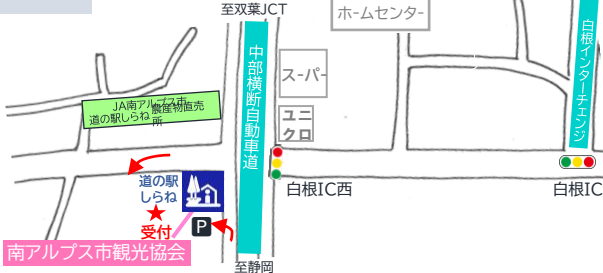 至双葉JCT
ホームセンター
白根インターチェンジ
中部横断自動車道
スーパー
ユニ
クロ
JA南アルプス市
道の駅しらね
農産物直売
所
白根IC西
白根IC
道の駅
しらね
受付
P
南アルプス市観光協会
至静岡